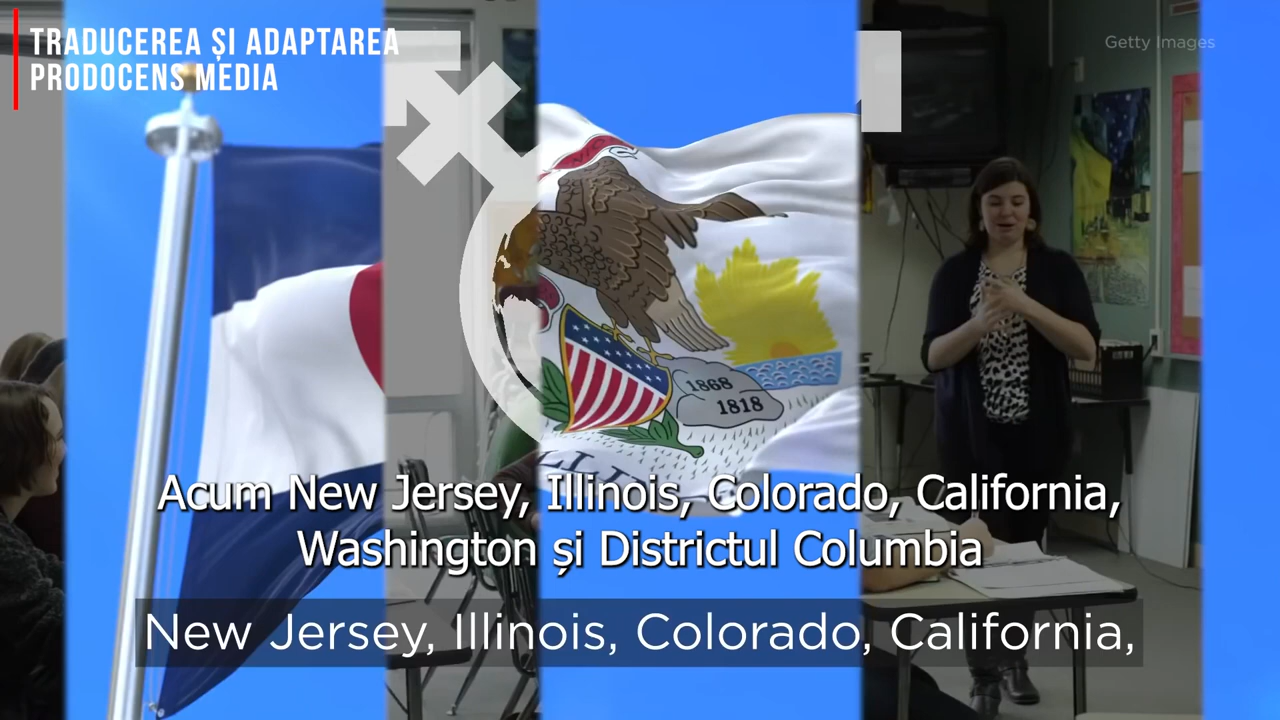 TRADUCEREA ȘI ADAPTAREA
PRODOCENS MEDIA
Getty Images
1868
1818
Acum New Jersey, Illinois, Colorado, California,
Washington și Districtul Columbia
New Jersey, Illinois, Colorado, California,